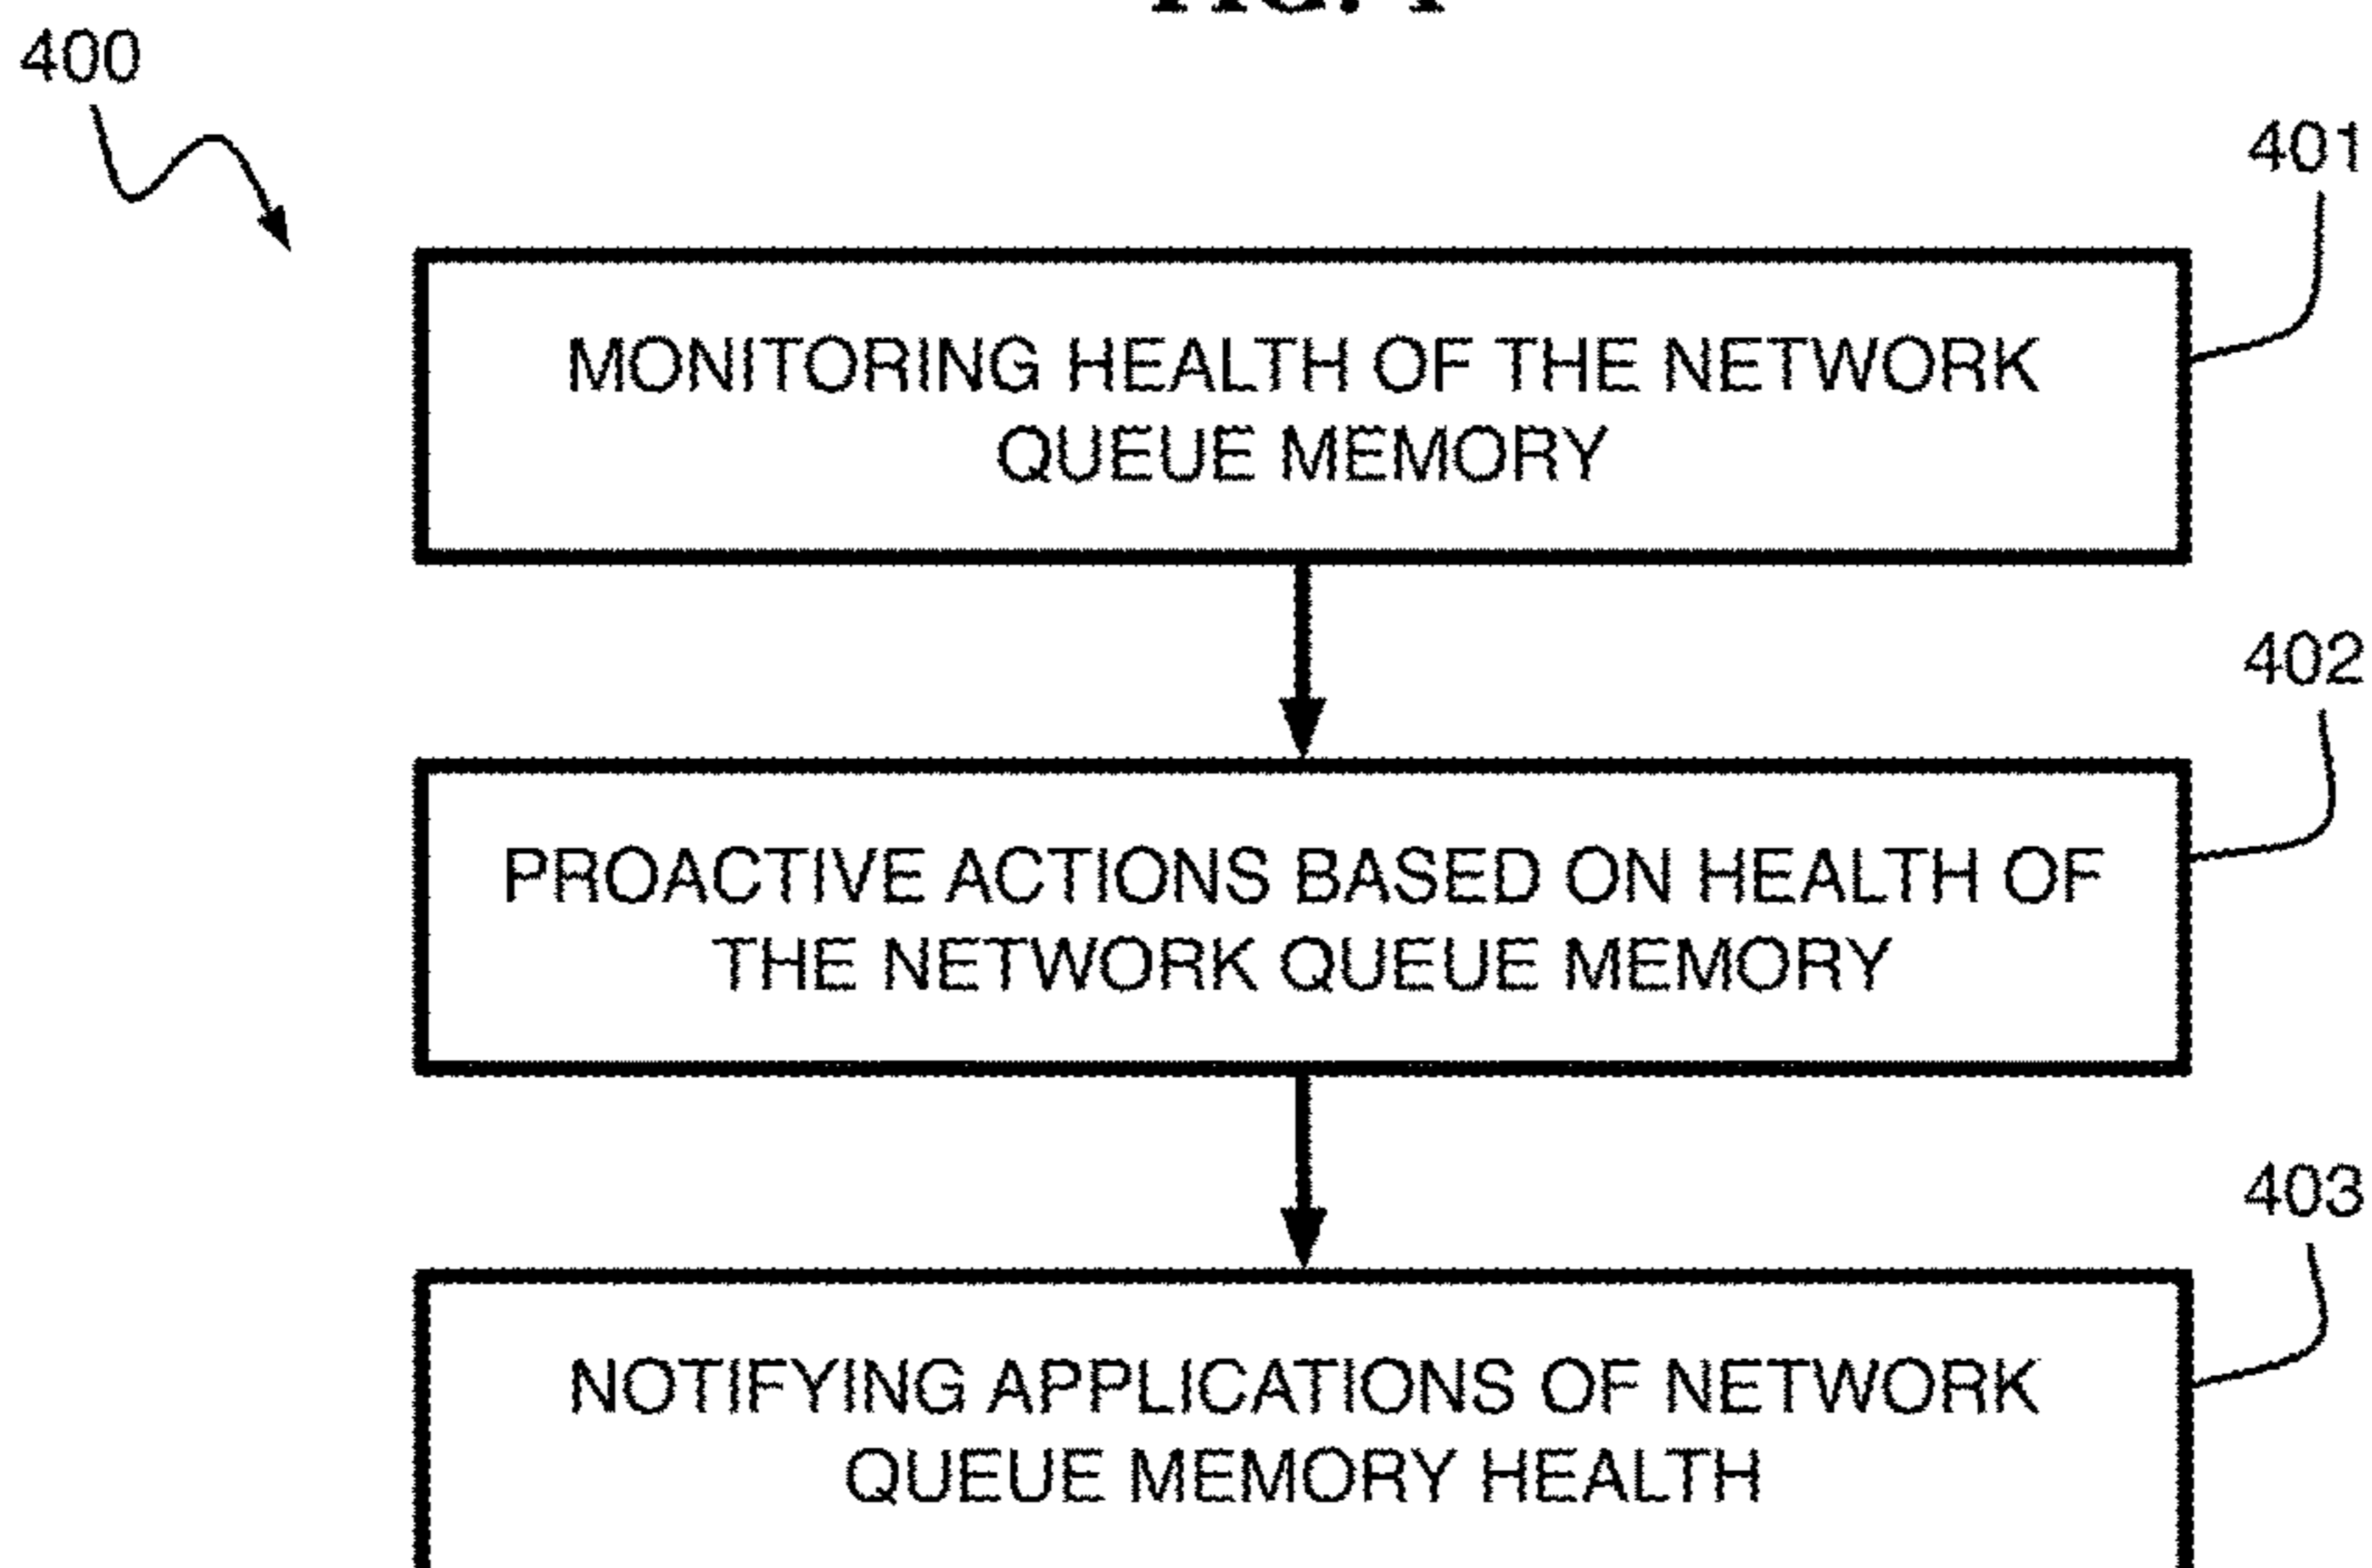 400
401
MONITORING HEALTH OF THE NETWORK
QUEUE MEMORY
402
PROACTIVE ACTIONS BASED ON HEALTH OF
THE NETWORK QUEUE MEMORY
403
NOTIFYING APPLICATIONS OF NETWORK
QUEUE MEMORY HEALTH